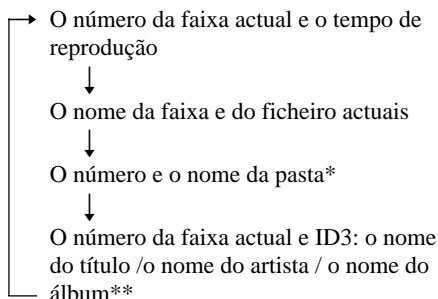 O número da faixa actual e o tempo de
reprodução
O nome da faixa e do ficheiro actuais
O número e o nome da pasta*
O número da faixa actual e ID3: o nome
do título /o nome do artista / o nome do
álbum**